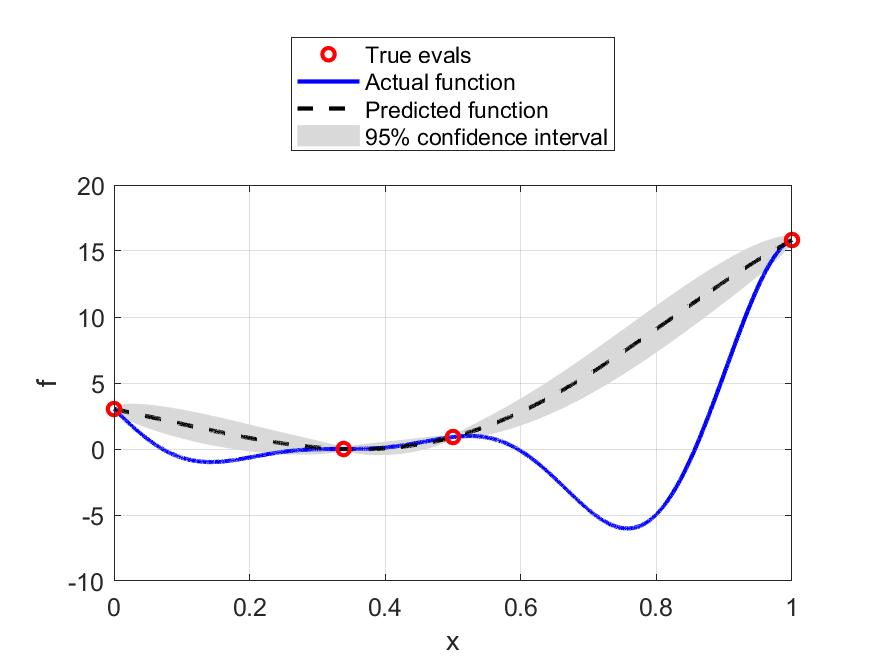 True evals
Actual function
Predicted function
95% confidence interval
20
15
10
5
0
-5
-10
f
0
0.2
0.4
0.6
0.8
1
x